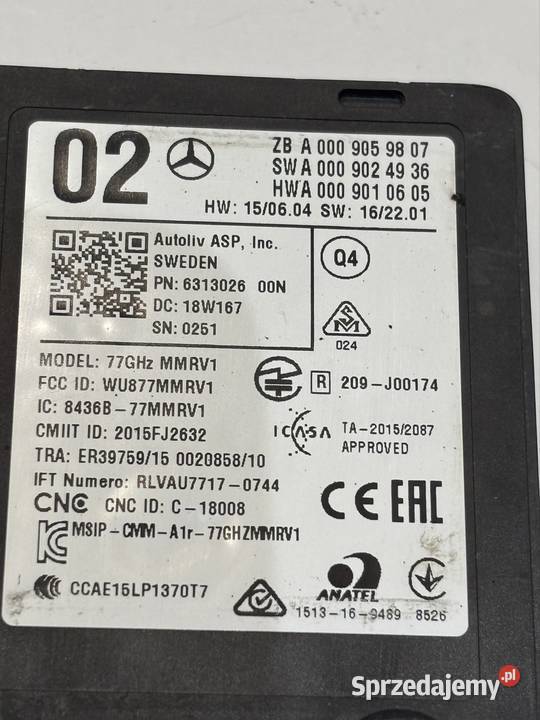 02
ZB A 000 905 98 07
SW A 000 902 49 36
HW A 000 901 06 05
HW: 15/06.04 SW: 16/22.01
Autoliv ASP, Inc.
SWEDEN
PN: 6313026 00N
DC: 18W167
SN: 0251
Q4
SM
024
MODEL: 77GHz MMRV1
FCC ID: WU877MMRV1
IC: 8436B-77MMRV1
CMIIT ID: 2015FJ2632
TRA: ER39759/15 0020858/10
IFT Numero: RLVAU7717-0744
R 209-J00174
ICASA TA-2015/2087
APPROVED
CNC CNC ID: C-18008
CE EAC
KC MSIP-CMM-A1r-77GHZMMRV1
CCC CCAE15LP1370T7
ANATEL
1513-16-9489 8526
Sprzedajemy.pl